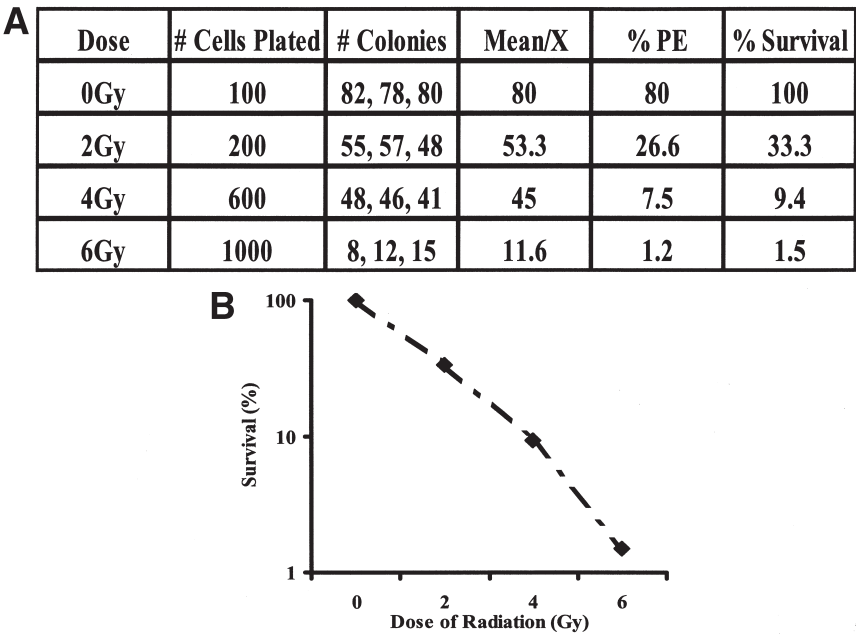 A
Dose # Cells Plated # Colonies Mean/X % PE % Survival
0Gy 100 82, 78, 80 80 80 100
2Gy 200 55, 57, 48 53.3 26.6 33.3
4Gy 600 48, 46, 41 45 7.5 9.4
6Gy 1000 8, 12, 15 11.6 1.2 1.5
B
100
10
1
Survival (%)
0 2 4 6
Dose of Radiation (Gy)